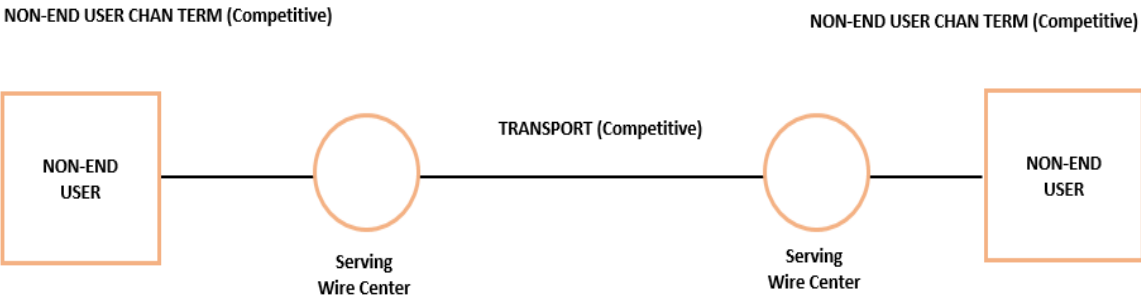 NON-END USER CHAN TERM (Competitive)
NON-END USER CHAN TERM (Competitive)
TRANSPORT (Competitive)
NON-END
USER
NON-END
USER
Serving
Wire Center
Serving
Wire Center